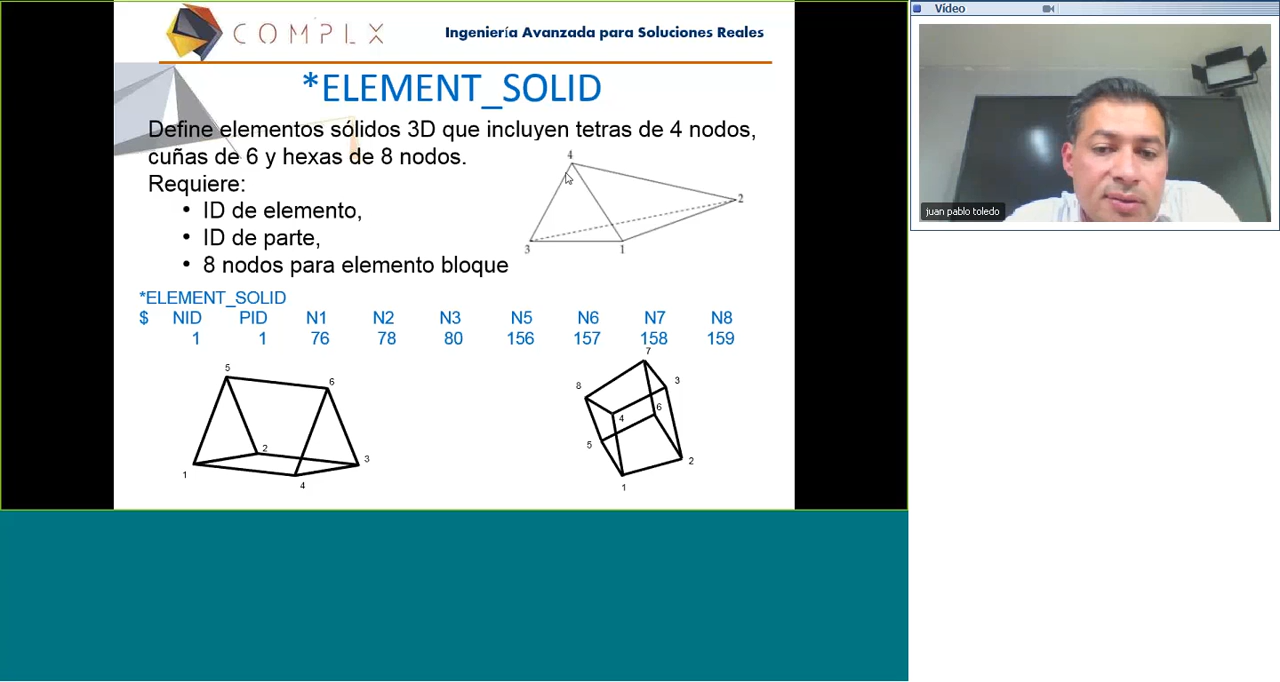 COMPLX
Ingeniería Avanzada para Soluciones Reales
*ELEMENT_SOLID
Define elementos sólidos 3D que incluyen tetras de 4 nodos,
cuñas de 6 y hexas de 8 nodos.
Requiere:
• ID de elemento,
• ID de parte,
• 8 nodos para elemento bloque
4
2
3
1
*ELEMENT_SOLID
$ NID PID N1 N2 N3 N5 N6 N7 N8
1 1 76 78 80 156 157 158 159
5
6
2
3
1
4
7
3
8
6
4
5
2
1
Vídeo
juan pablo toledo